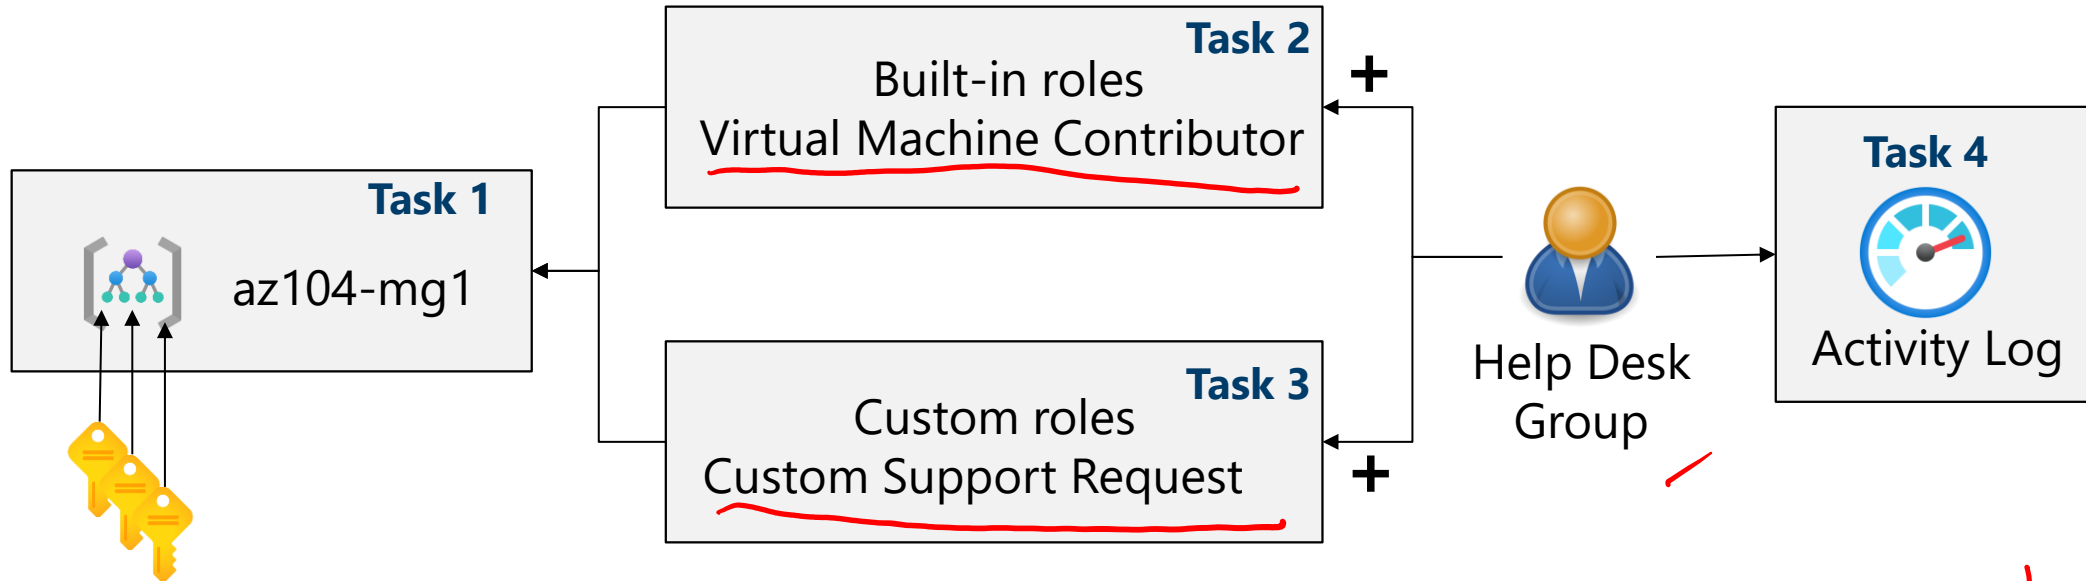 Task 1
az104-mg1
Task 2
Built-in roles
Virtual Machine Contributor
+
Task 3
Custom roles
Custom Support Request
+
Help Desk
Group
Task 4
Activity Log